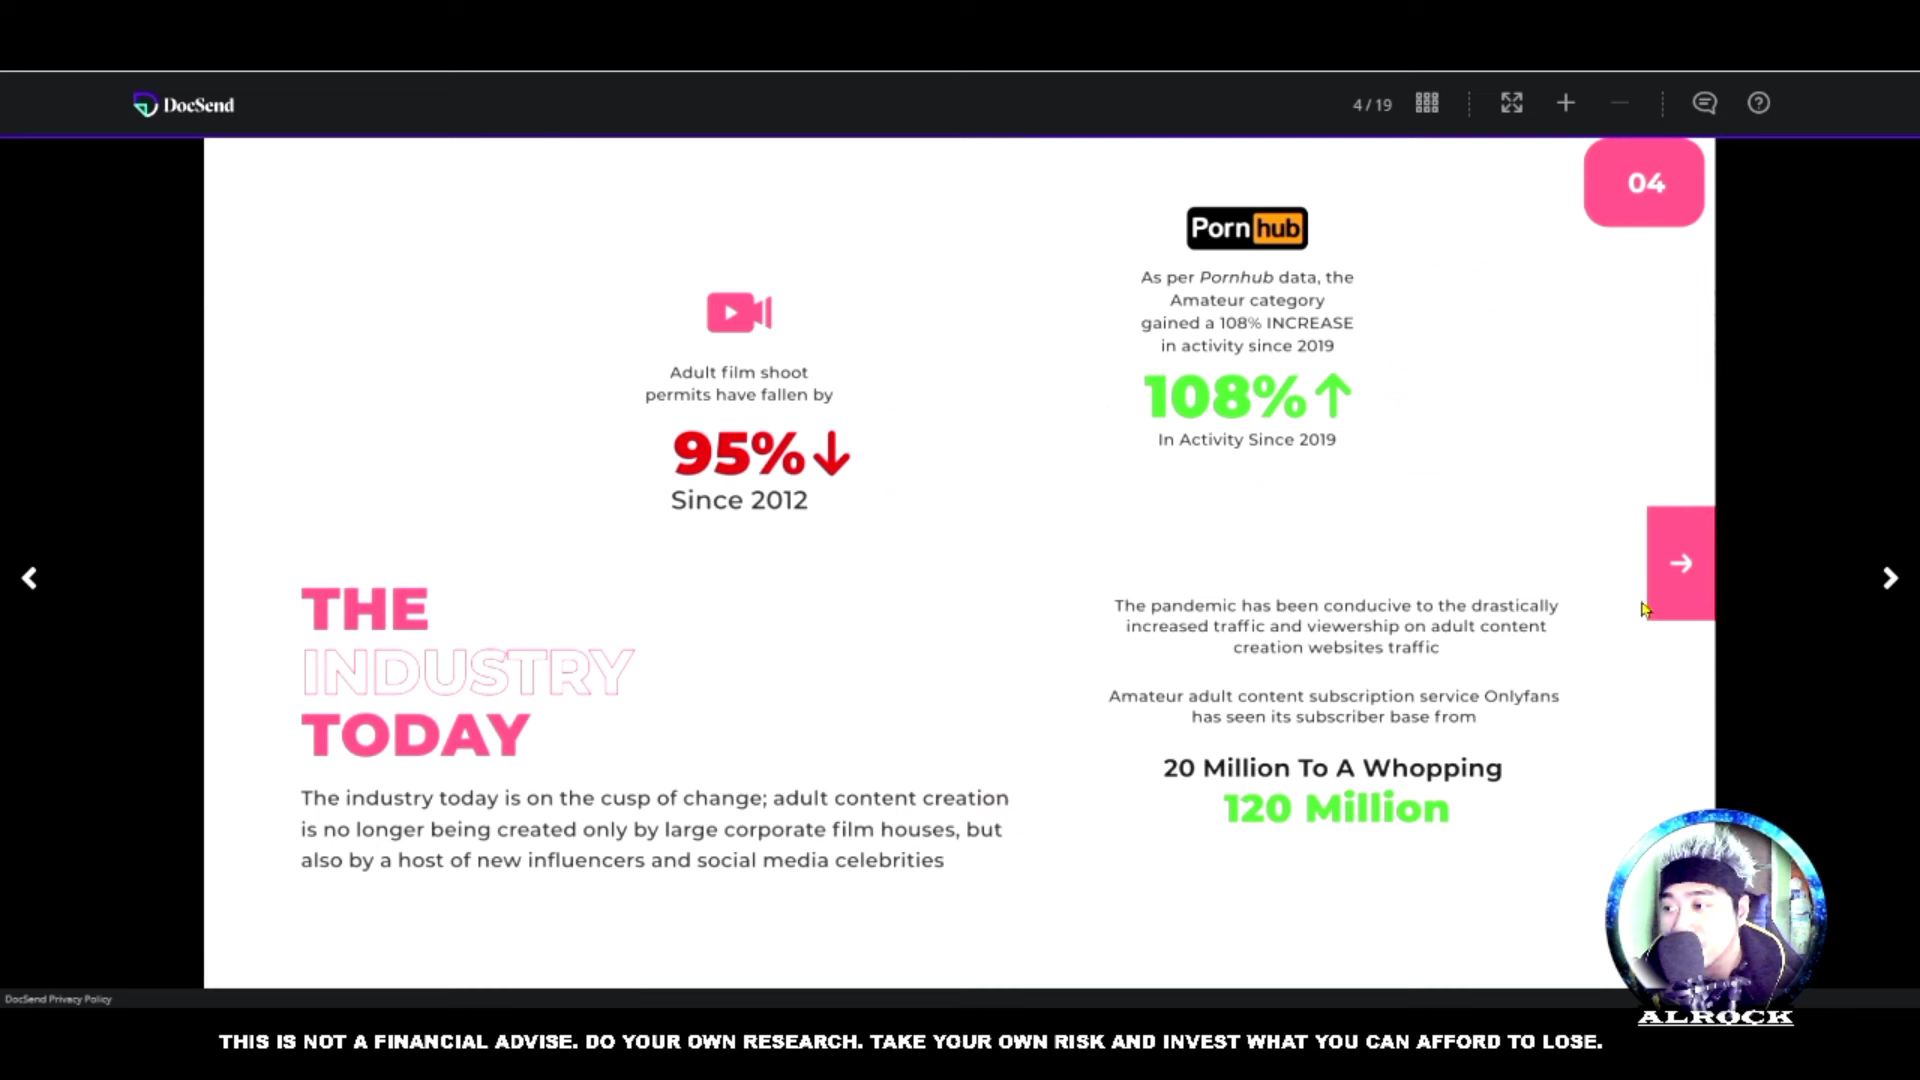 DocSend
4 / 19
04
Porn hub
As per Pornhub data, the
Amateur category
gained a 108% INCREASE
in activity since 2019
108%↑
In Activity Since 2019
Adult film shoot
permits have fallen by
95%↓
Since 2012
THE
INDUSTRY
TODAY
The industry today is on the cusp of change; adult content creation
is no longer being created only by large corporate film houses, but
also by a host of new influencers and social media celebrities
The pandemic has been conducive to the drastically
increased traffic and viewership on adult content
creation websites traffic
Amateur adult content subscription service Onlyfans
has seen its subscriber base from
20 Million To A Whopping
120 Million
DocSend Privacy Policy
ALROCK
THIS IS NOT A FINANCIAL ADVISE. DO YOUR OWN RESEARCH. TAKE YOUR OWN RISK AND INVEST WHAT YOU CAN AFFORD TO LOSE.